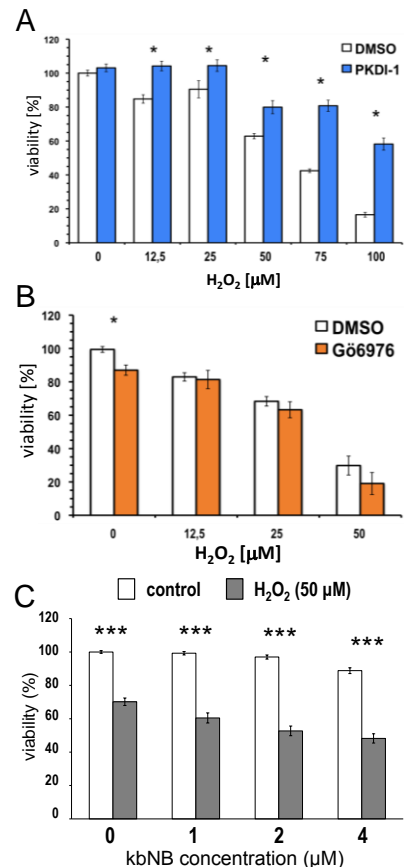 A
DMSO
PKDI-1
viability [%]
120
100
80
60
40
20
0
* * * * *
0 12,5 25 50 75 100
H₂O₂ [µM]
B
DMSO
Gö6976
viability [%]
100
80
60
40
20
0
*
0 12,5 25 50
H₂O₂ [µM]
C
control H₂O₂ (50 µM)
viability (%)
120
100
80
60
40
20
0
*** *** *** ***
0 1 2 4
kbNB concentration (µM)